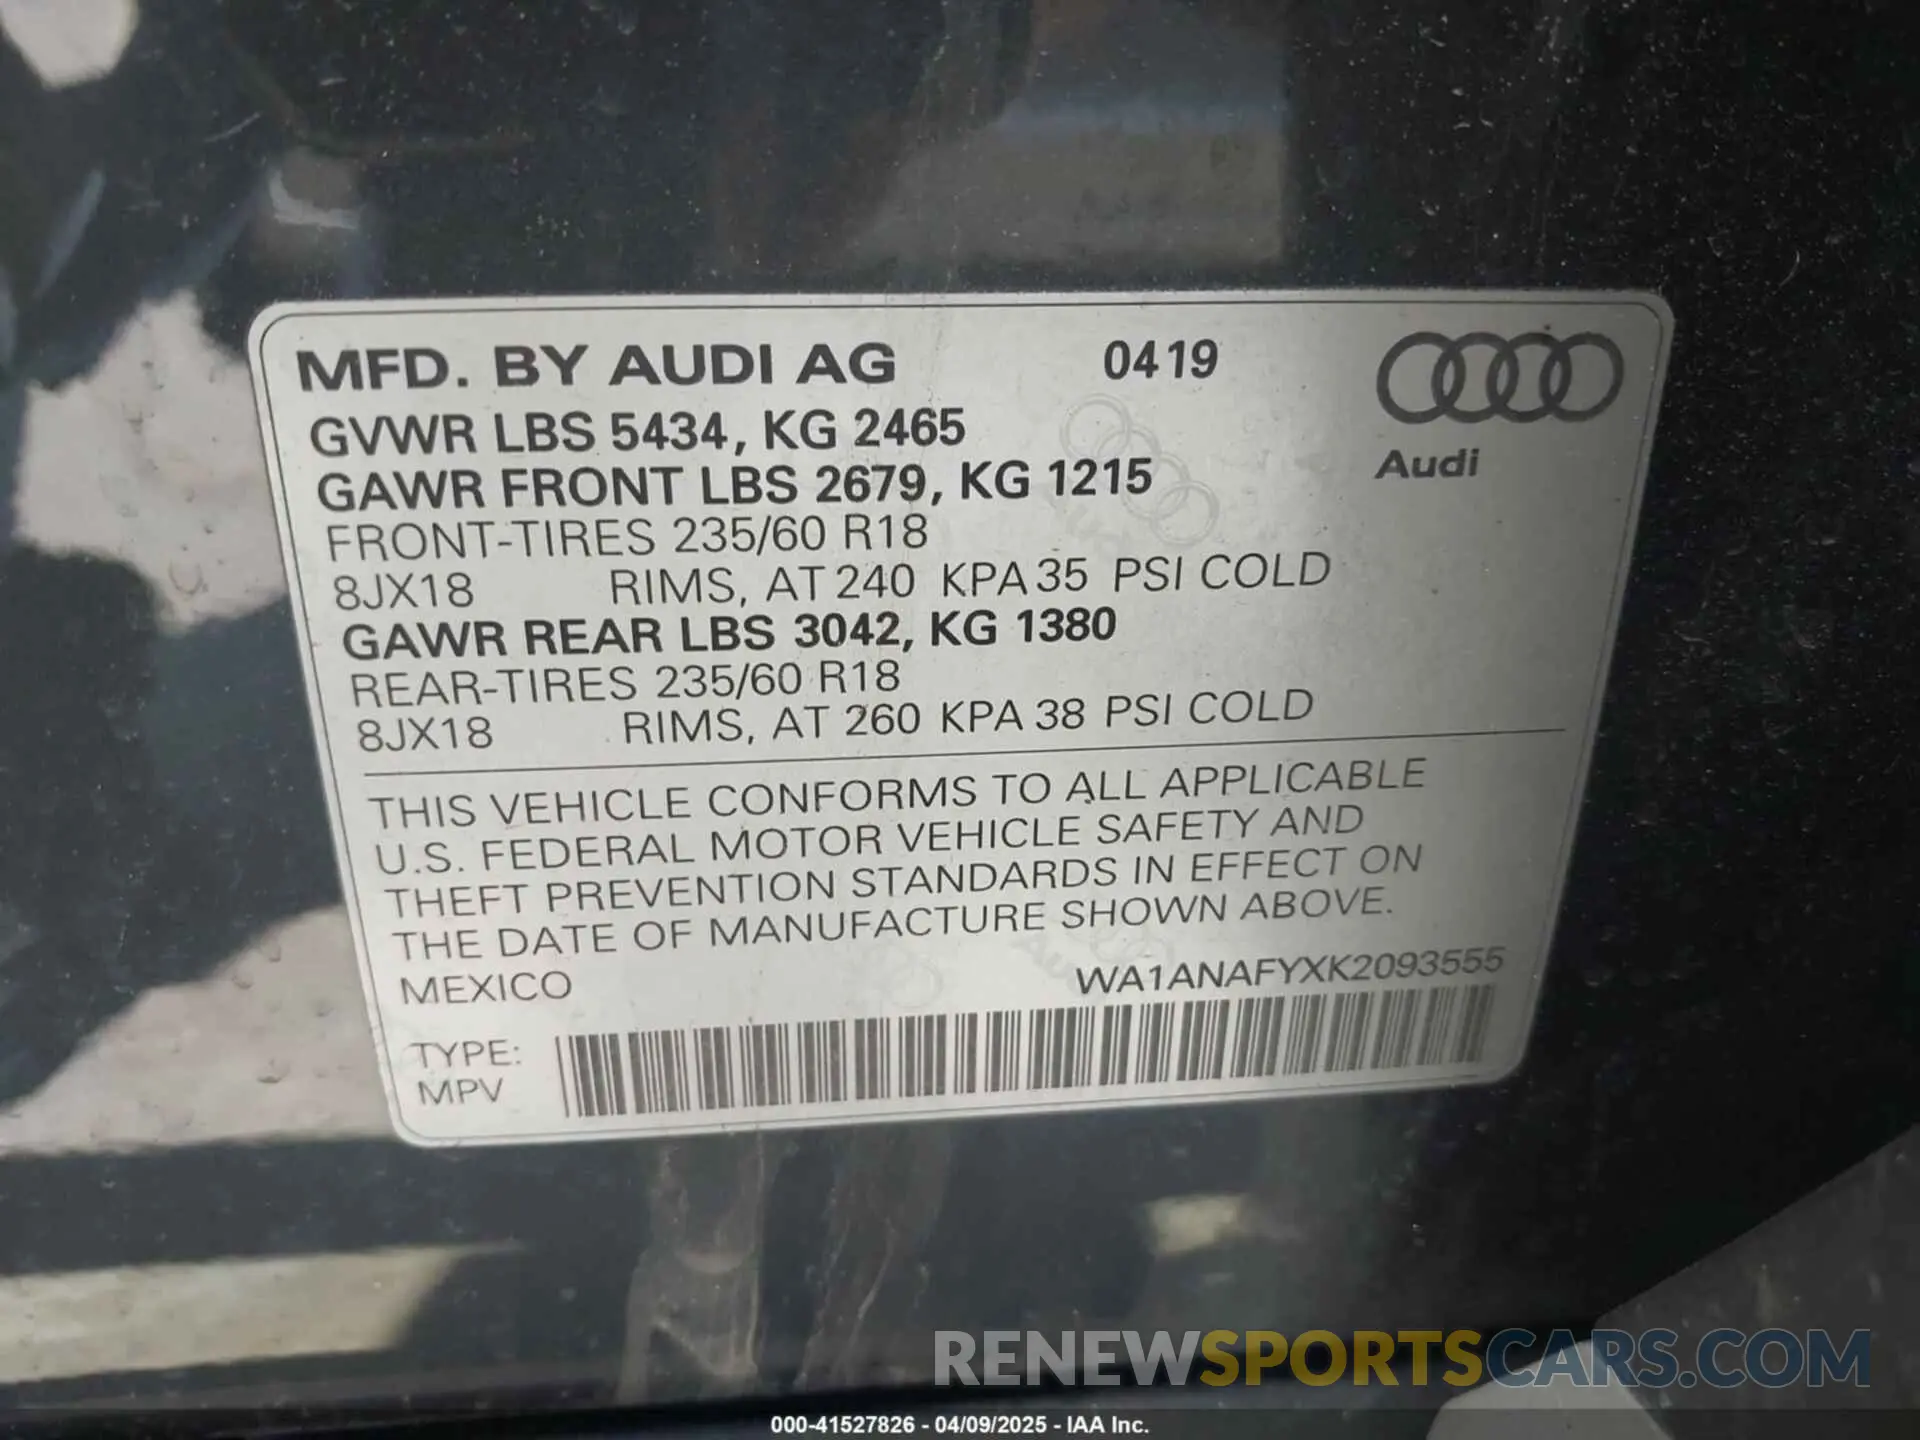 MFD. BY AUDI AG 0419
GVWR LBS 5434, KG 2465
Audi
GAWR FRONT LBS 2679, KG 1215
FRONT-TIRES 235/60 R18
8JX18 RIMS, AT 240 KPA 35 PSI COLD
GAWR REAR LBS 3042, KG 1380
REAR-TIRES 235/60 R18
8JX18 RIMS, AT 260 KPA 38 PSI COLD
THIS VEHICLE CONFORMS TO ALL APPLICABLE
U.S. FEDERAL MOTOR VEHICLE SAFETY AND
THEFT PREVENTION STANDARDS IN EFFECT ON
THE DATE OF MANUFACTURE SHOWN ABOVE.
MEXICO WA1ANAFYXK2093555
TYPE:
MPV
RENEWSPORTSCARS.COM
000-41527826 - 04/09/2025 - IAA Inc.